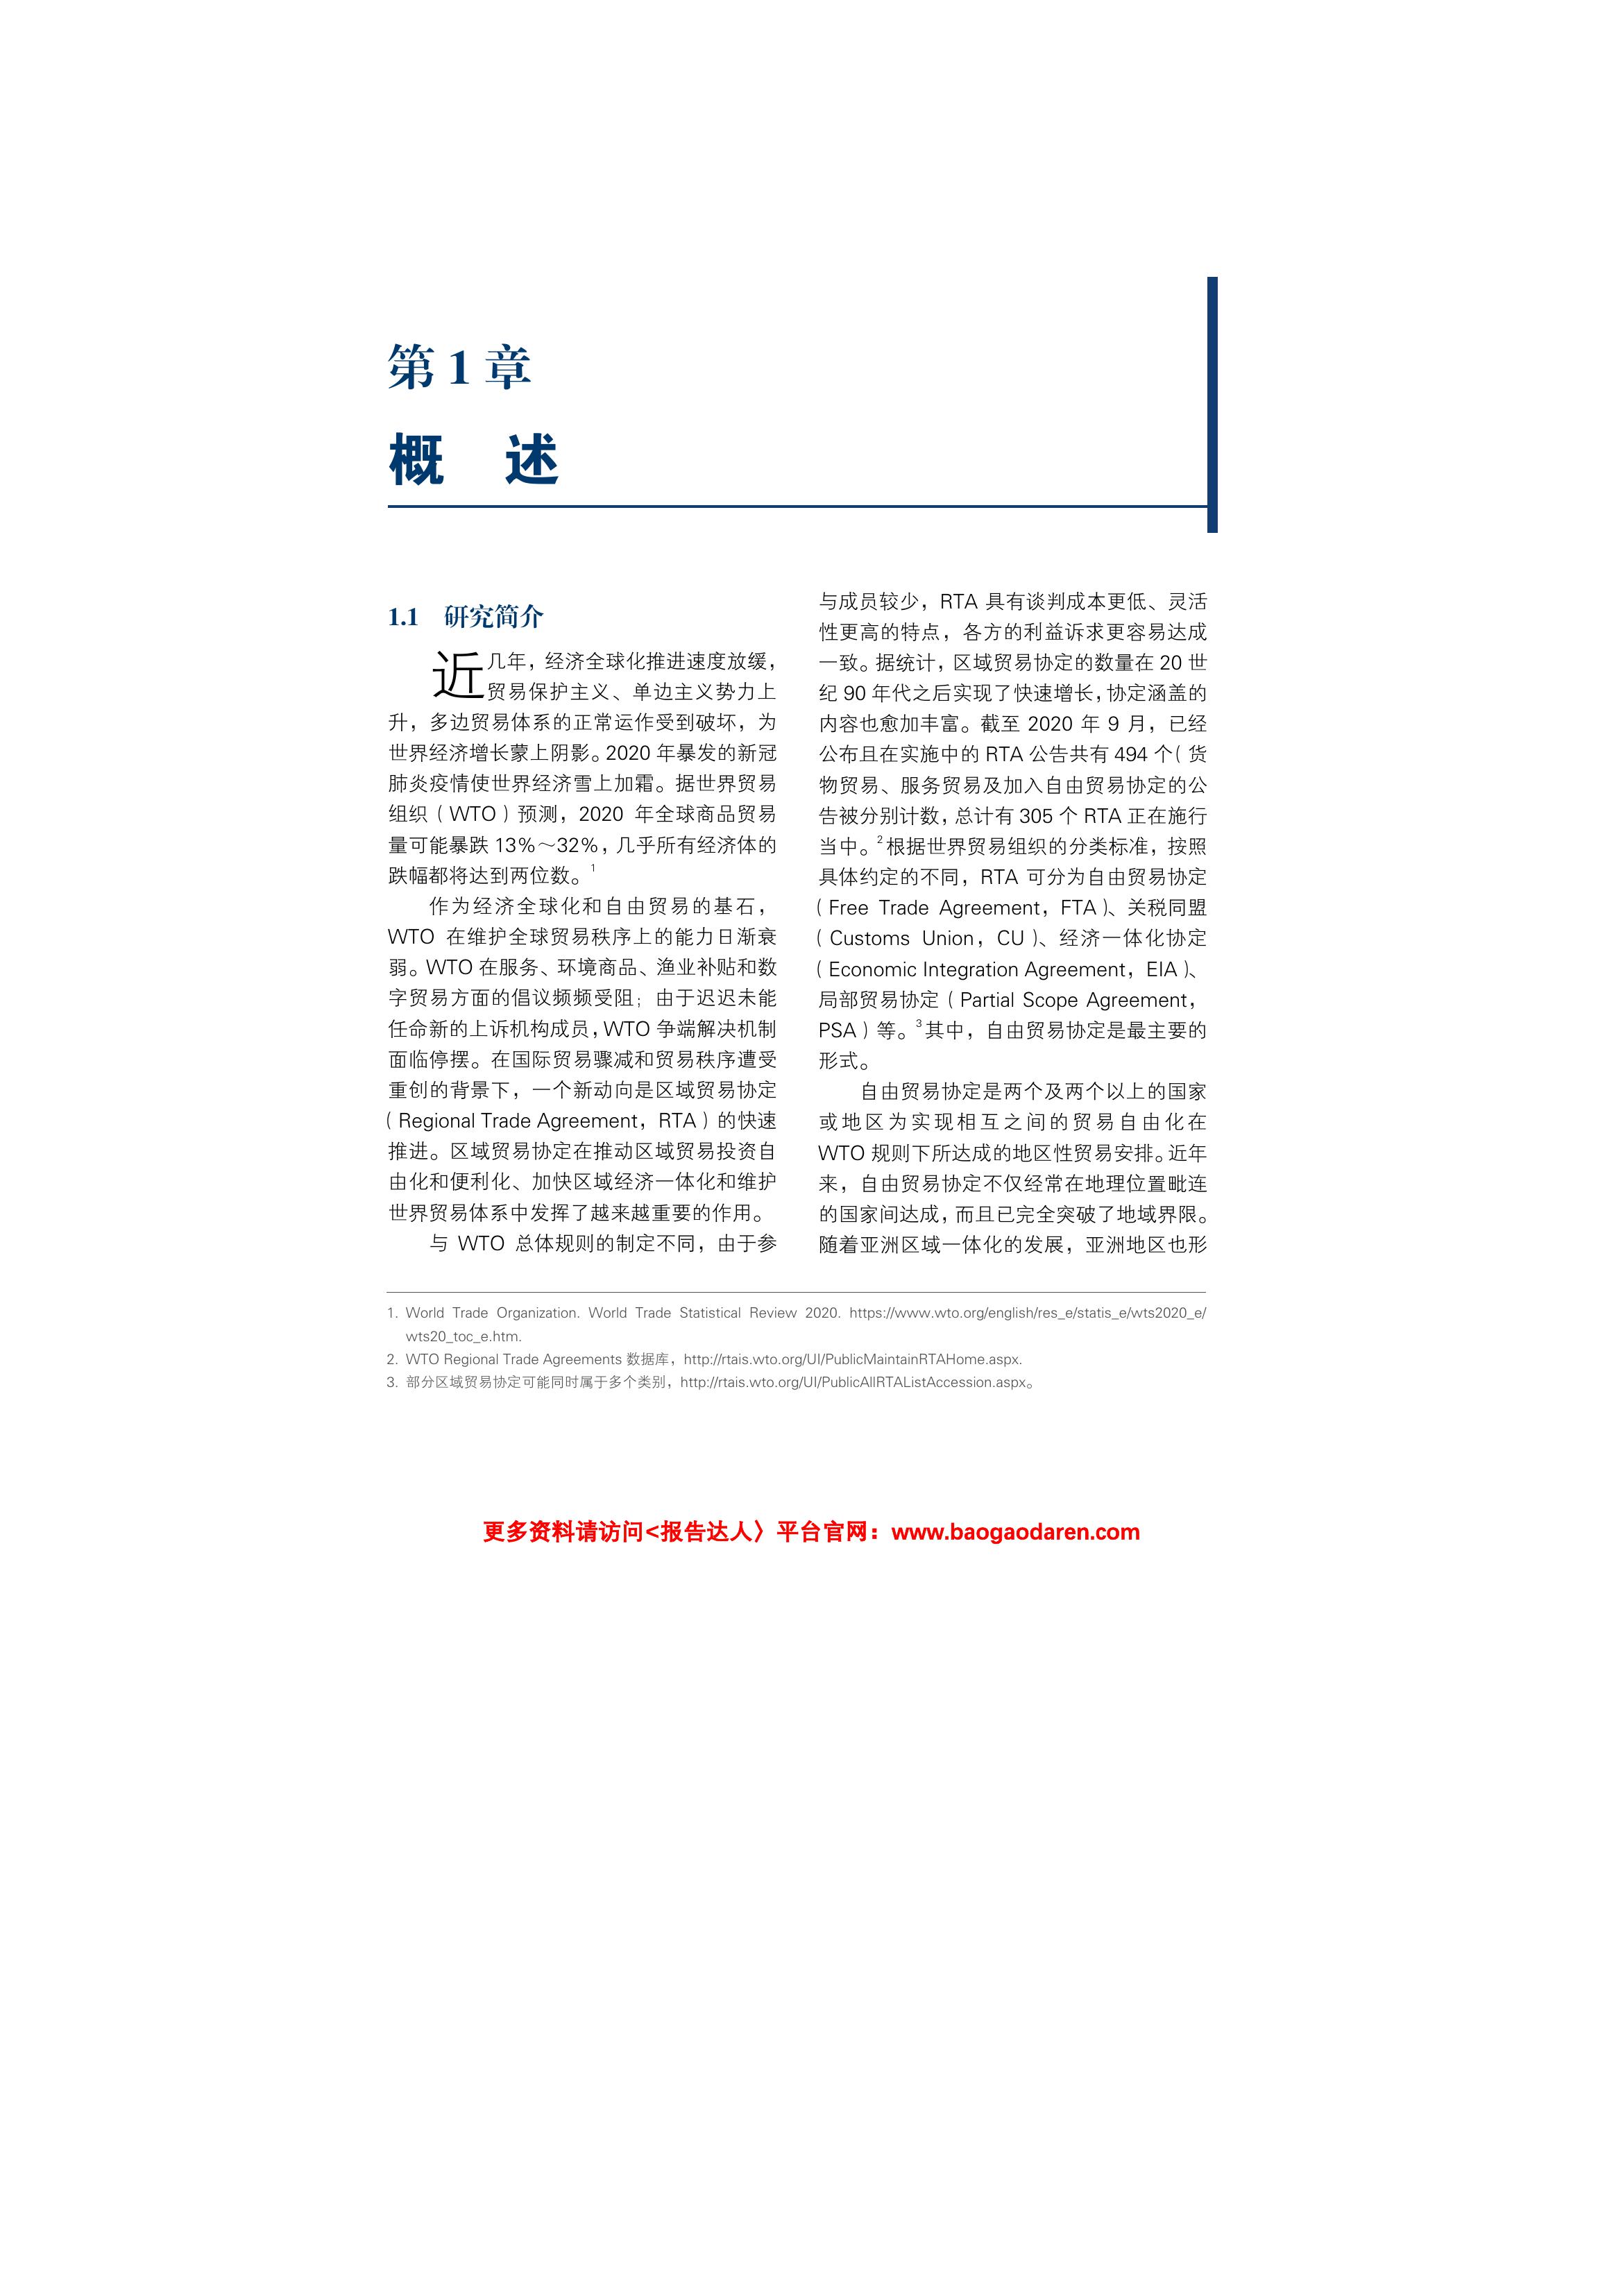 第 1 章
概　述
1.1　研究简介
近几年，经济全球化推进速度放缓，
贸易保护主义、单边主义势力上
升，多边贸易体系的正常运作受到破坏，为
世界经济增长蒙上阴影。2020 年暴发的新冠
肺炎疫情使世界经济雪上加霜。据世界贸易
组织（WTO）预测，2020 年全球商品贸易
量可能暴跌 13%～32%，几乎所有经济体的
跌幅都将达到两位数。1
作为经济全球化和自由贸易的基石，
WTO 在维护全球贸易秩序上的能力日渐衰
弱。WTO 在服务、环境商品、渔业补贴和数
字贸易方面的倡议频频受阻；由于迟迟未能
任命新的上诉机构成员，WTO 争端解决机制
面临停摆。在国际贸易骤减和贸易秩序遭受
重创的背景下，一个新动向是区域贸易协定
（Regional Trade Agreement，RTA）的快速
推进。区域贸易协定在推动区域贸易投资自
由化和便利化、加快区域经济一体化和维护
世界贸易体系中发挥了越来越重要的作用。
与 WTO 总体规则的制定不同，由于参
与成员较少，RTA 具有谈判成本更低、灵活
性更高的特点，各方的利益诉求更容易达成
一致。据统计，区域贸易协定的数量在 20 世
纪 90 年代之后实现了快速增长，协定涵盖的
内容也愈加丰富。截至 2020 年 9 月，已经
公布且在实施中的 RTA 公告共有 494 个（货
物贸易、服务贸易及加入自由贸易协定的公
告被分别计数，总计有 305 个 RTA 正在施行
当中。2根据世界贸易组织的分类标准，按照
具体约定的不同，RTA 可分为自由贸易协定
（Free Trade Agreement，FTA）、关税同盟
（Customs Union，CU）、经济一体化协定
（Economic Integration Agreement，EIA）、
局部贸易协定（Partial Scope Agreement，
PSA）等。3其中，自由贸易协定是最主要的
形式。
自由贸易协定是两个及两个以上的国家
或地区为实现相互之间的贸易自由化在
WTO 规则下所达成的地区性贸易安排。近年
来，自由贸易协定不仅经常在地理位置毗连
的国家间达成，而且已完全突破了地域界限。
随着亚洲区域一体化的发展，亚洲地区也形
1. World Trade Organization. World Trade Statistical Review 2020. https://www.wto.org/english/res_e/statis_e/wts2020_e/
wts20_toc_e.htm.
2. WTO Regional Trade Agreements 数据库，http://rtais.wto.org/UI/PublicMaintainRTAHome.aspx.
3. 部分区域贸易协定可能同时属于多个类别，http://rtais.wto.org/UI/PublicAllRTAListAccession.aspx。
更多资料请访问<报告达人〉平台官网：www.baogaodaren.com